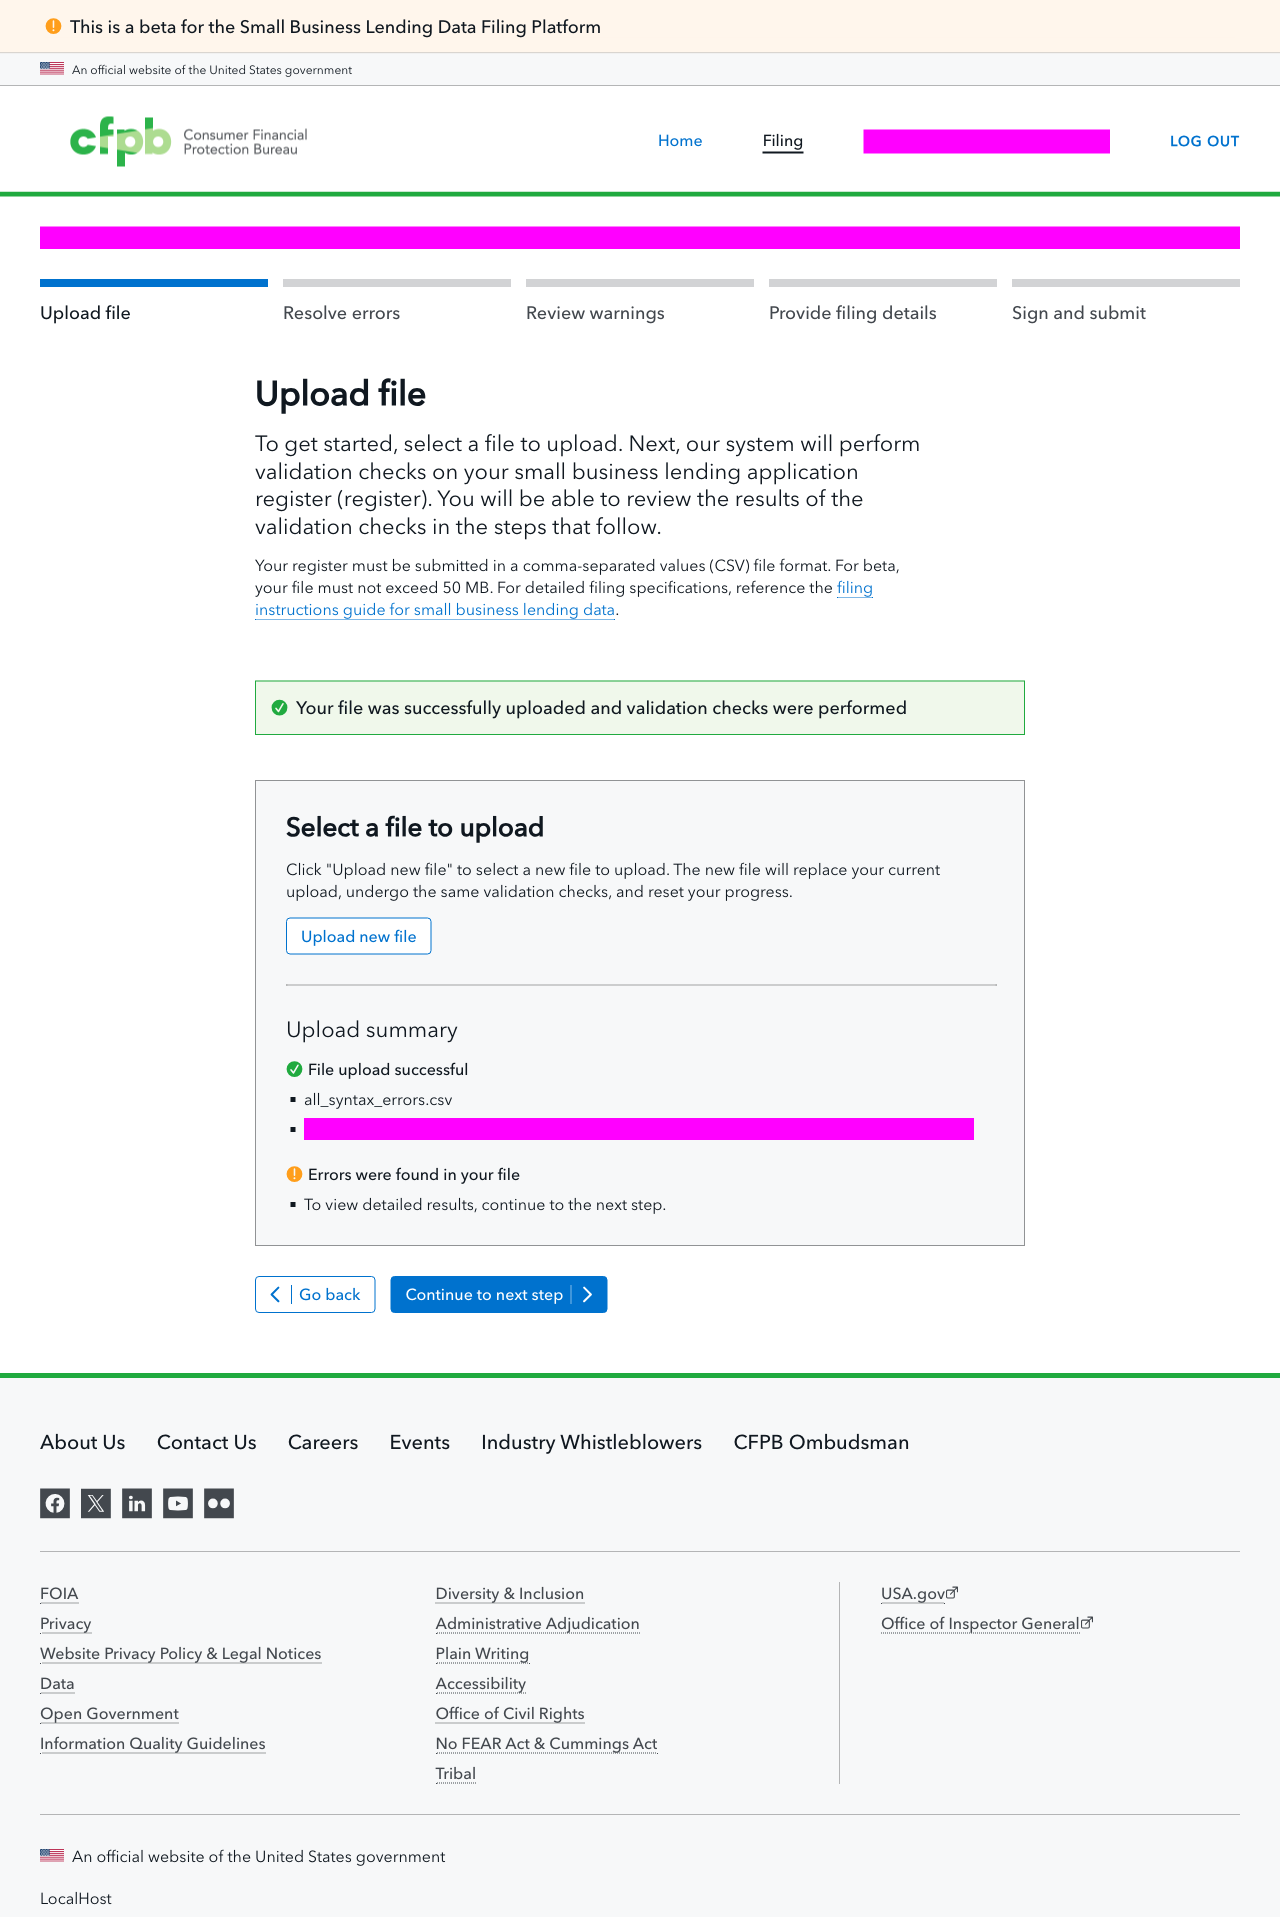 This is a beta for the Small Business Lending Data Filing Platform
An official website of the United States government
cfpb Consumer Financial
Protection Bureau
Home Filing LOG OUT
Upload file Resolve errors Review warnings Provide filing details Sign and submit
Upload file
To get started, select a file to upload. Next, our system will perform
validation checks on your small business lending application
register (register). You will be able to review the results of the
validation checks in the steps that follow.
Your register must be submitted in a comma-separated values (CSV) file format. For beta,
your file must not exceed 50 MB. For detailed filing specifications, reference the filing
instructions guide for small business lending data.
Your file was successfully uploaded and validation checks were performed
Select a file to upload
Click "Upload new file" to select a new file to upload. The new file will replace your current
upload, undergo the same validation checks, and reset your progress.
Upload new file
Upload summary
File upload successful
all_syntax_errors.csv
Errors were found in your file
To view detailed results, continue to the next step.
Go back Continue to next step
About Us Contact Us Careers Events Industry Whistleblowers CFPB Ombudsman
FOIA
Privacy
Website Privacy Policy & Legal Notices
Data
Open Government
Information Quality Guidelines
Diversity & Inclusion
Administrative Adjudication
Plain Writing
Accessibility
Office of Civil Rights
No FEAR Act & Cummings Act
Tribal
USA.gov
Office of Inspector General
An official website of the United States government
LocalHost